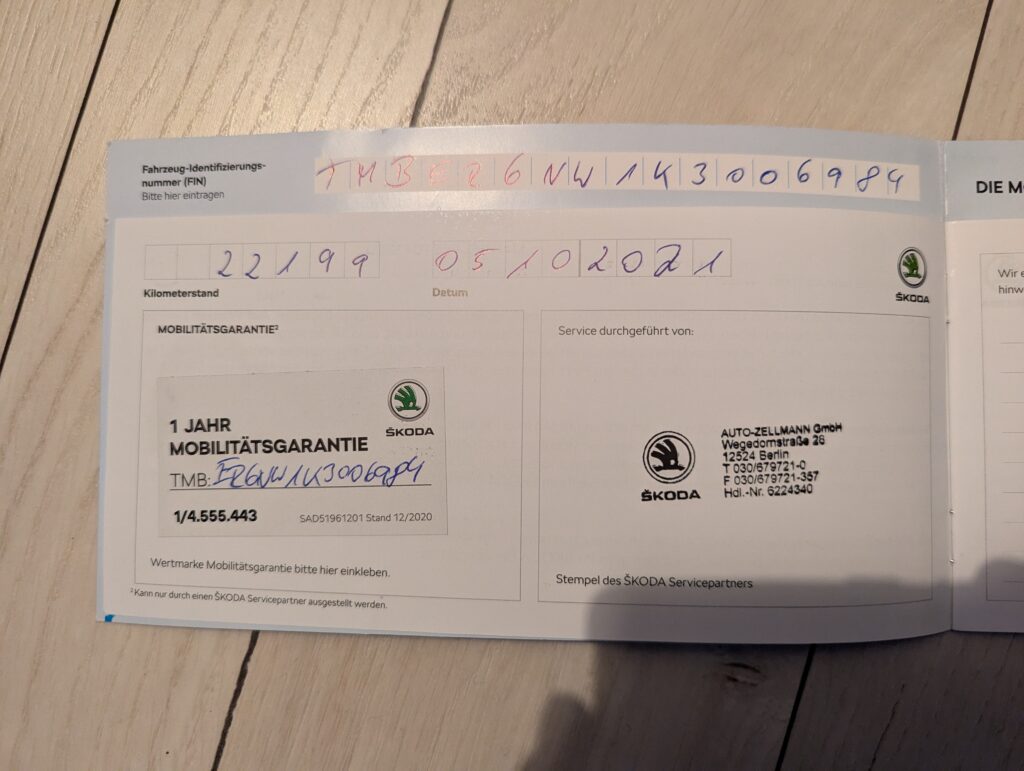 Fahrzeug-Identifizierungs-
nummer (FIN)
Bitte hier eintragen
TMBER6NW1K3006984
22199
05102021
Kilometerstand
Datum
ŠKODA
MOBILITÄTSGARANTIE²
1 JAHR
MOBILITÄTSGARANTIE
ŠKODA
TMB: ER6NW1K3006984
1/4.555.443
SAD51961201 Stand 12/2020
Wertmarke Mobilitätsgarantie bitte hier einkleben.
² Kann nur durch einen ŠKODA Servicepartner ausgestellt werden.
Service durchgeführt von:
ŠKODA
AUTO-ZELLMANN GmbH
Wegedornstraße 26
12524 Berlin
T 030/679721-0
F 030/679721-357
Hdl.-Nr. 6224340
Stempel des ŠKODA Servicepartners
DIE
Wir
hinw